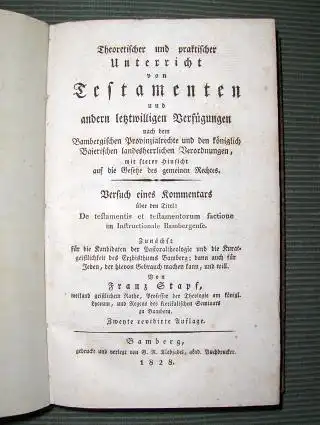 Theoretischer und praktischer
Unterricht
von
Testamenten
und
andern letztwilligen Verfügungen
nach dem
Bambergischen Provinzialrechte und den königlich
Baierischen landesherrlichen Verordnungen,
mit steter Hinsicht
auf die Gesetze des gemeinen Rechtes.
Versuch eines Kommentars
über den Titel:
De testamentis et testamentorum factione
im Instructionale Bambergense.
Zunächst
für die Kandidaten der Pastoraltheologie und die Kurat-
geistlichkeit des Erzbisthums Bamberg; dann auch für
Jeden, der hievon Gebrauch machen kann, und will.
Von
Franz Stapf,
weiland geistlichem Rathe, Professor der Theologie am königl.
Lyceum, und Regens des klerikalischen Seminars
zu Bamberg.
Zweyte revidirte Auflage.
Bamberg,
gedruckt und verlegt von G. A. Buchdrucker.
1828.